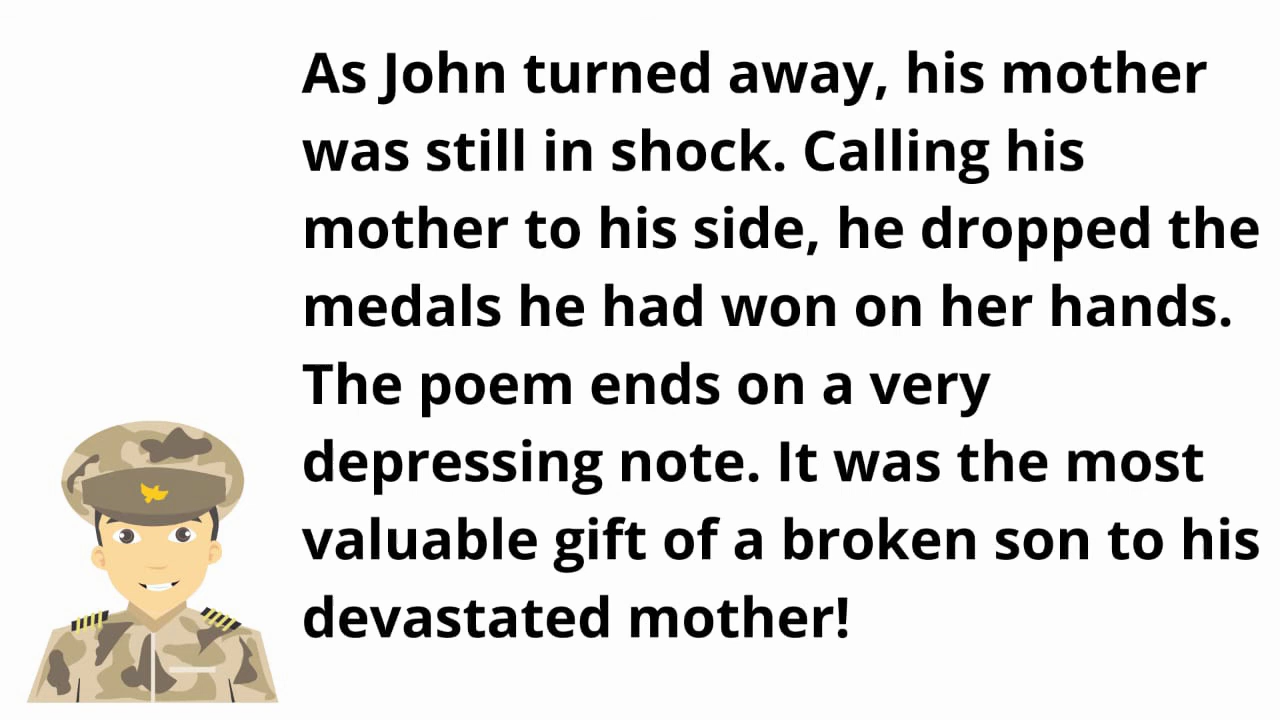 As John turned away, his mother
was still in shock. Calling his
mother to his side, he dropped the
medals he had won on her hands.
The poem ends on a very
depressing note. It was the most
valuable gift of a broken son to his
devastated mother!